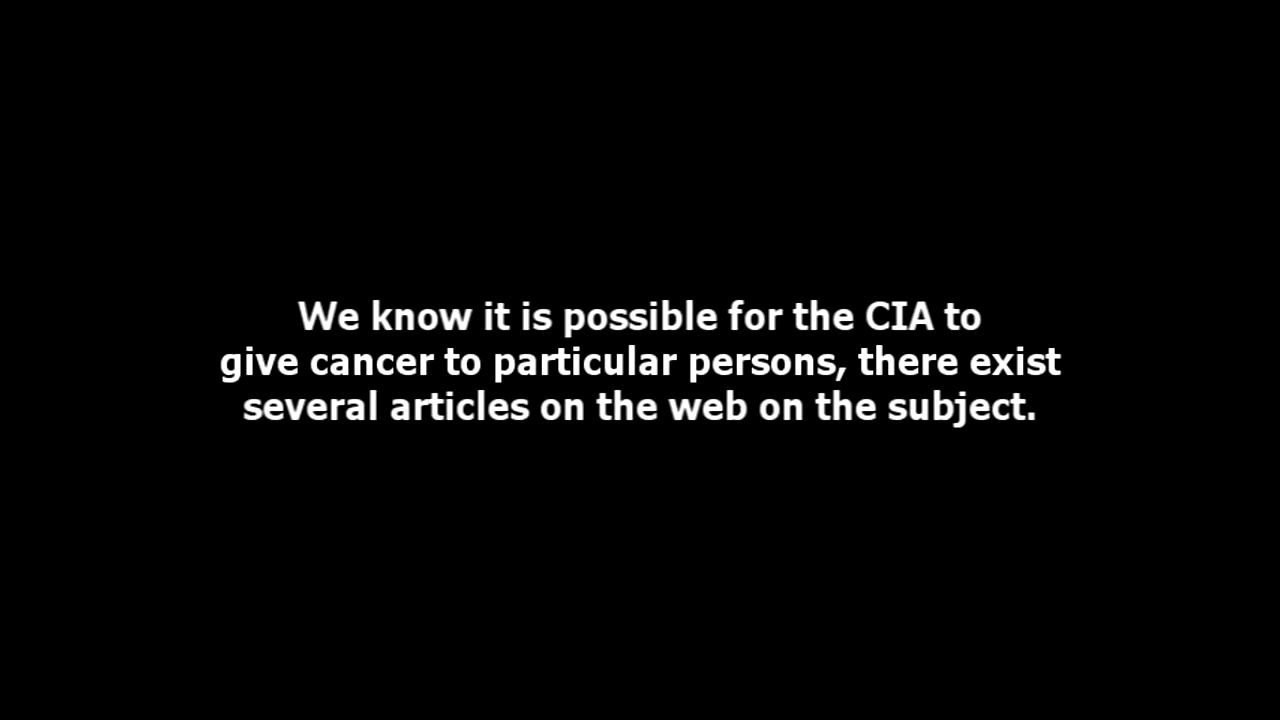 We know it is possible for the CIA to
give cancer to particular persons, there exist
several articles on the web on the subject.